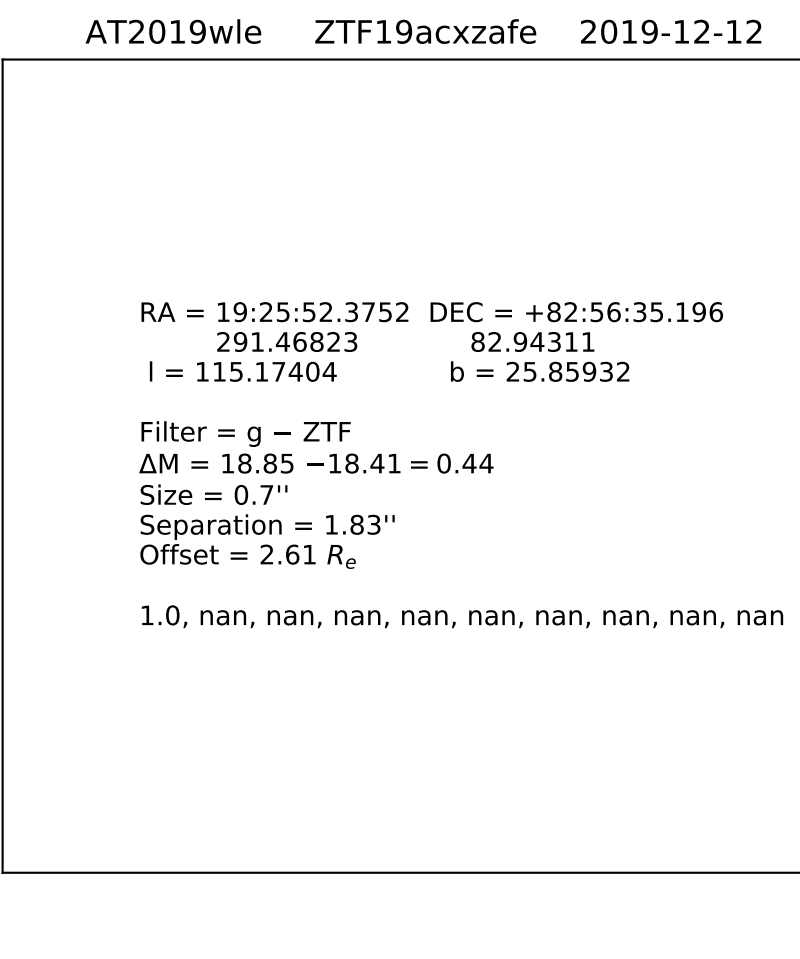 AT2019wle ZTF19acxzafe 2019-12-12
RA = 19:25:52.3752 DEC = +82:56:35.196
291.46823 82.94311
l = 115.17404 b = 25.85932
Filter = g − ZTF
ΔM = 18.85 −18.41 = 0.44
Size = 0.7''
Separation = 1.83''
Offset = 2.61 Re
1.0, nan, nan, nan, nan, nan, nan, nan, nan, nan